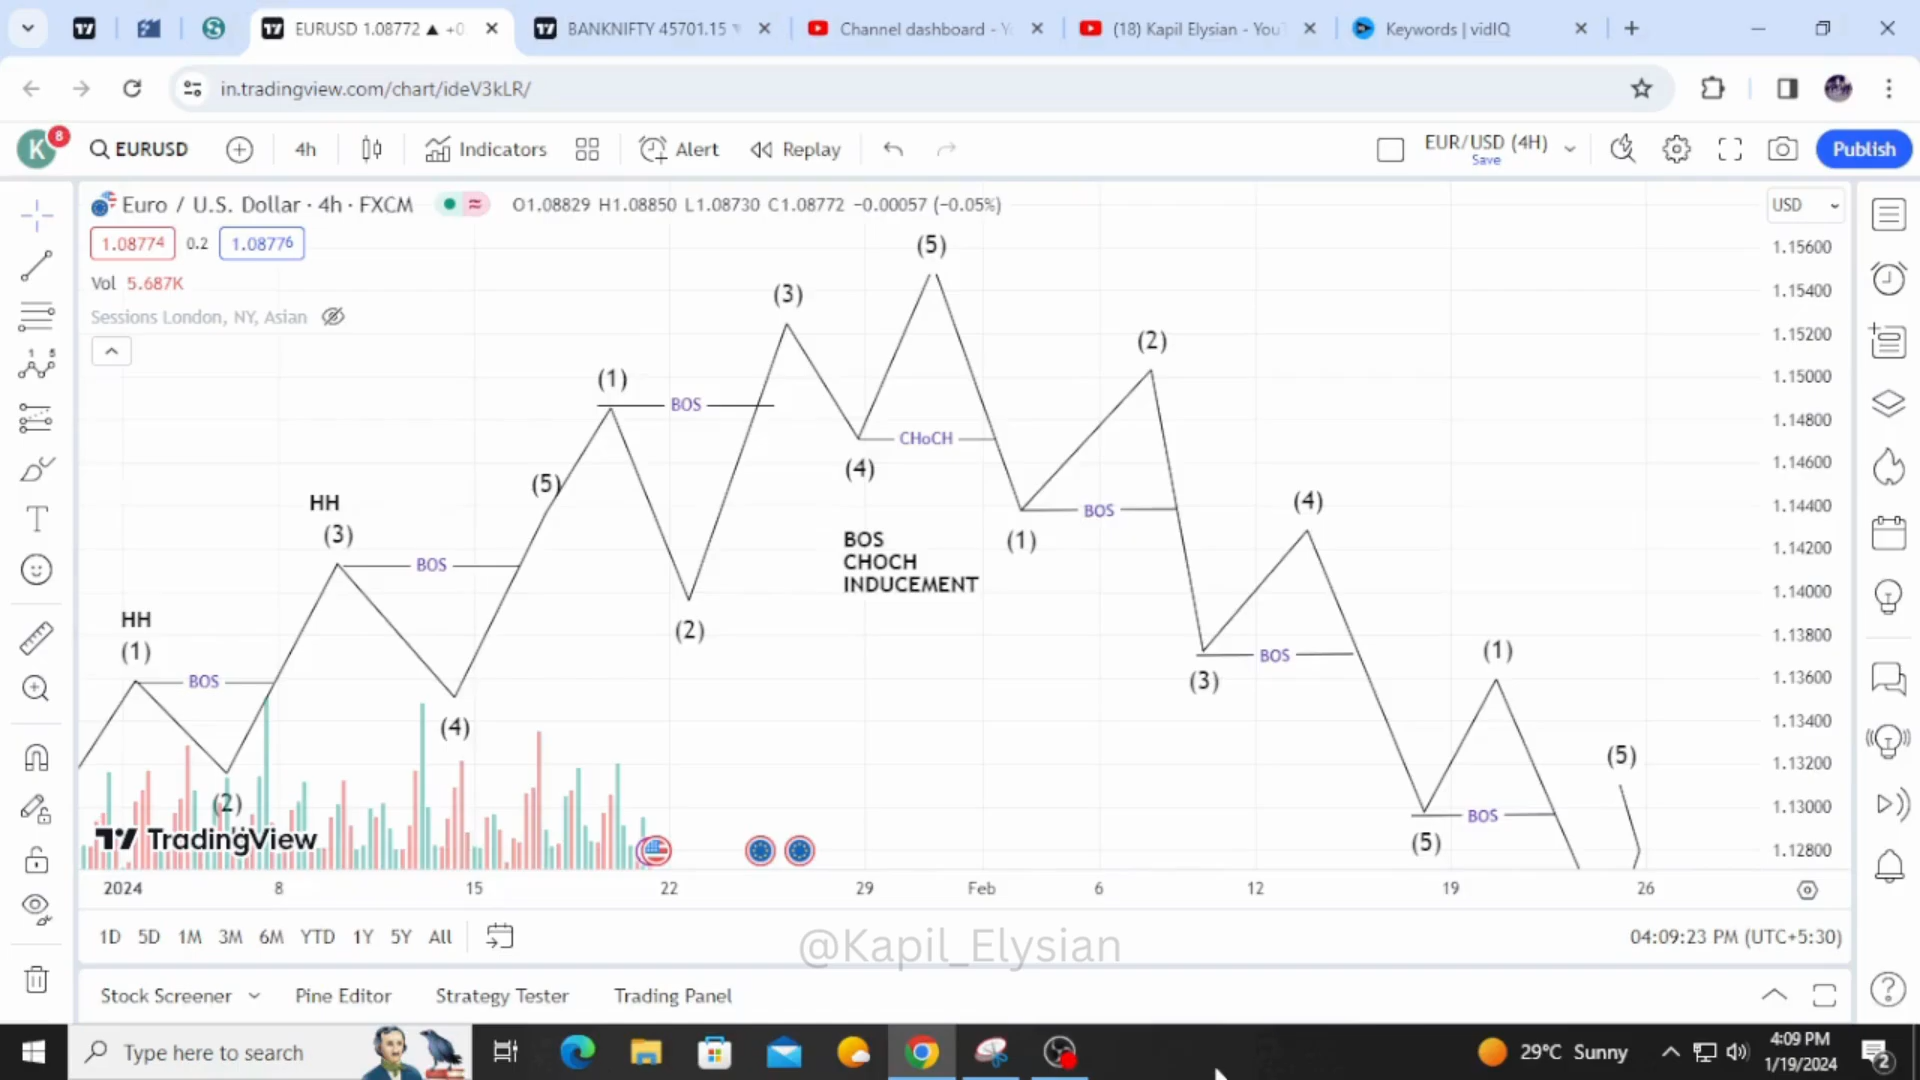 EURUSD 1.08772 ▲ +0
BANKNIFTY 45701.15
Channel dashboard - Y
(18) Kapil Elysian - YouT
Keywords | vidIQ
in.tradingview.com/chart/ideV3kLR/
K 8
EURUSD
4h
Indicators
Alert
Replay
EUR/USD (4H)
Save
Publish
Euro / U.S. Dollar · 4h · FXCM
O1.08829 H1.08850 L1.08730 C1.08772 −0.00057 (−0.05%)
USD
1.08774 0.2 1.08776
Vol 5.687K
Sessions London, NY, Asian
1.15600
1.15400
1.15200
1.15000
1.14800
1.14600
1.14400
1.14200
1.14000
1.13800
1.13600
1.13400
1.13200
1.13000
1.12800
(5)
(3)
(2)
(1)
BOS
CHoCH
(4)
(5)
HH
(3)
(4)
BOS
BOS
(1)
BOS
CHOCH
INDUCEMENT
HH
(1)
BOS
(2)
BOS
(3)
(1)
(4)
(5)
(2)
BOS
(5)
TradingView
2024 8 15 22 29 Feb 6 12 19 26
1D 5D 1M 3M 6M YTD 1Y 5Y All
04:09:23 PM (UTC+5:30)
@Kapil_Elysian
Stock Screener
Pine Editor
Strategy Tester
Trading Panel
Type here to search
29°C Sunny
4:09 PM
1/19/2024
2